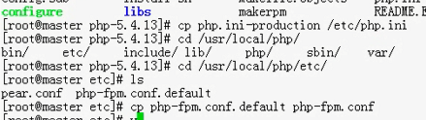 configure libs makerpm README.E
[root@master php-5.4.13]# cp php.ini-production /etc/php.ini
[root@master php-5.4.13]# cd /usr/local/php/
bin/ etc/ include/ lib/ php/ sbin/ var/
[root@master php-5.4.13]# cd /usr/local/php/etc/
[root@master etc]# ls
pear.conf php-fpm.conf.default
[root@master etc]# cp php-fpm.conf.default php-fpm.conf
[root@master etc]#